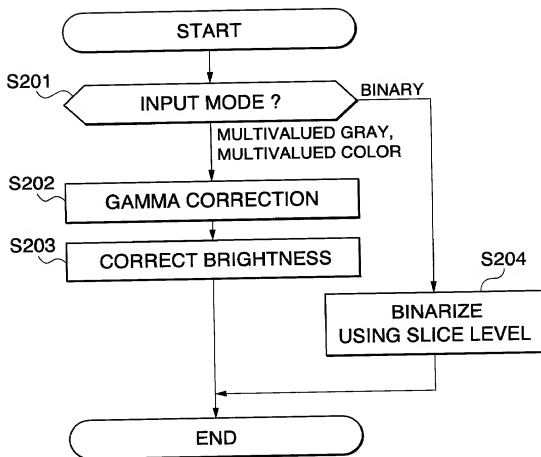 START
S201
INPUT MODE ?
BINARY
MULTIVALUED GRAY,
MULTIVALUED COLOR
S202
GAMMA CORRECTION
S203
CORRECT BRIGHTNESS
S204
BINARIZE
USING SLICE LEVEL
END